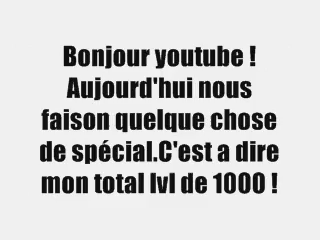 Bonjour youtube !
Aujourd'hui nous
faison quelque chose
de spécial.C'est a dire
mon total lvl de 1000 !